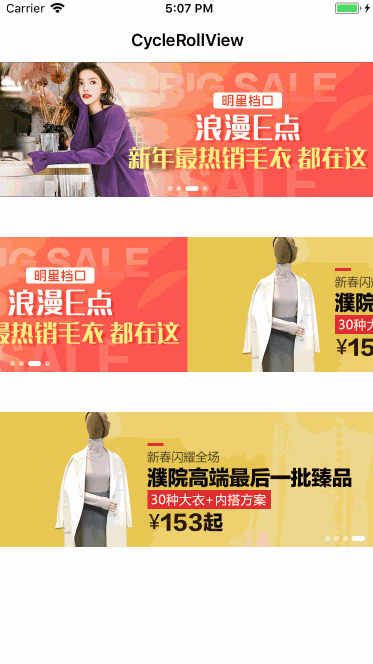 Carrier 5:07 PM
CycleRollView
BIG SALE
明星档口
浪漫E点
新年最热销毛衣 都在这
SALE
BIG SALE
明星档口
浪漫E点
热销毛衣 都在这
SALE
新春闪耀
濮院
30种大
¥15
新春闪耀全场
濮院高端最后一批臻品
30种大衣+内搭方案
¥153起